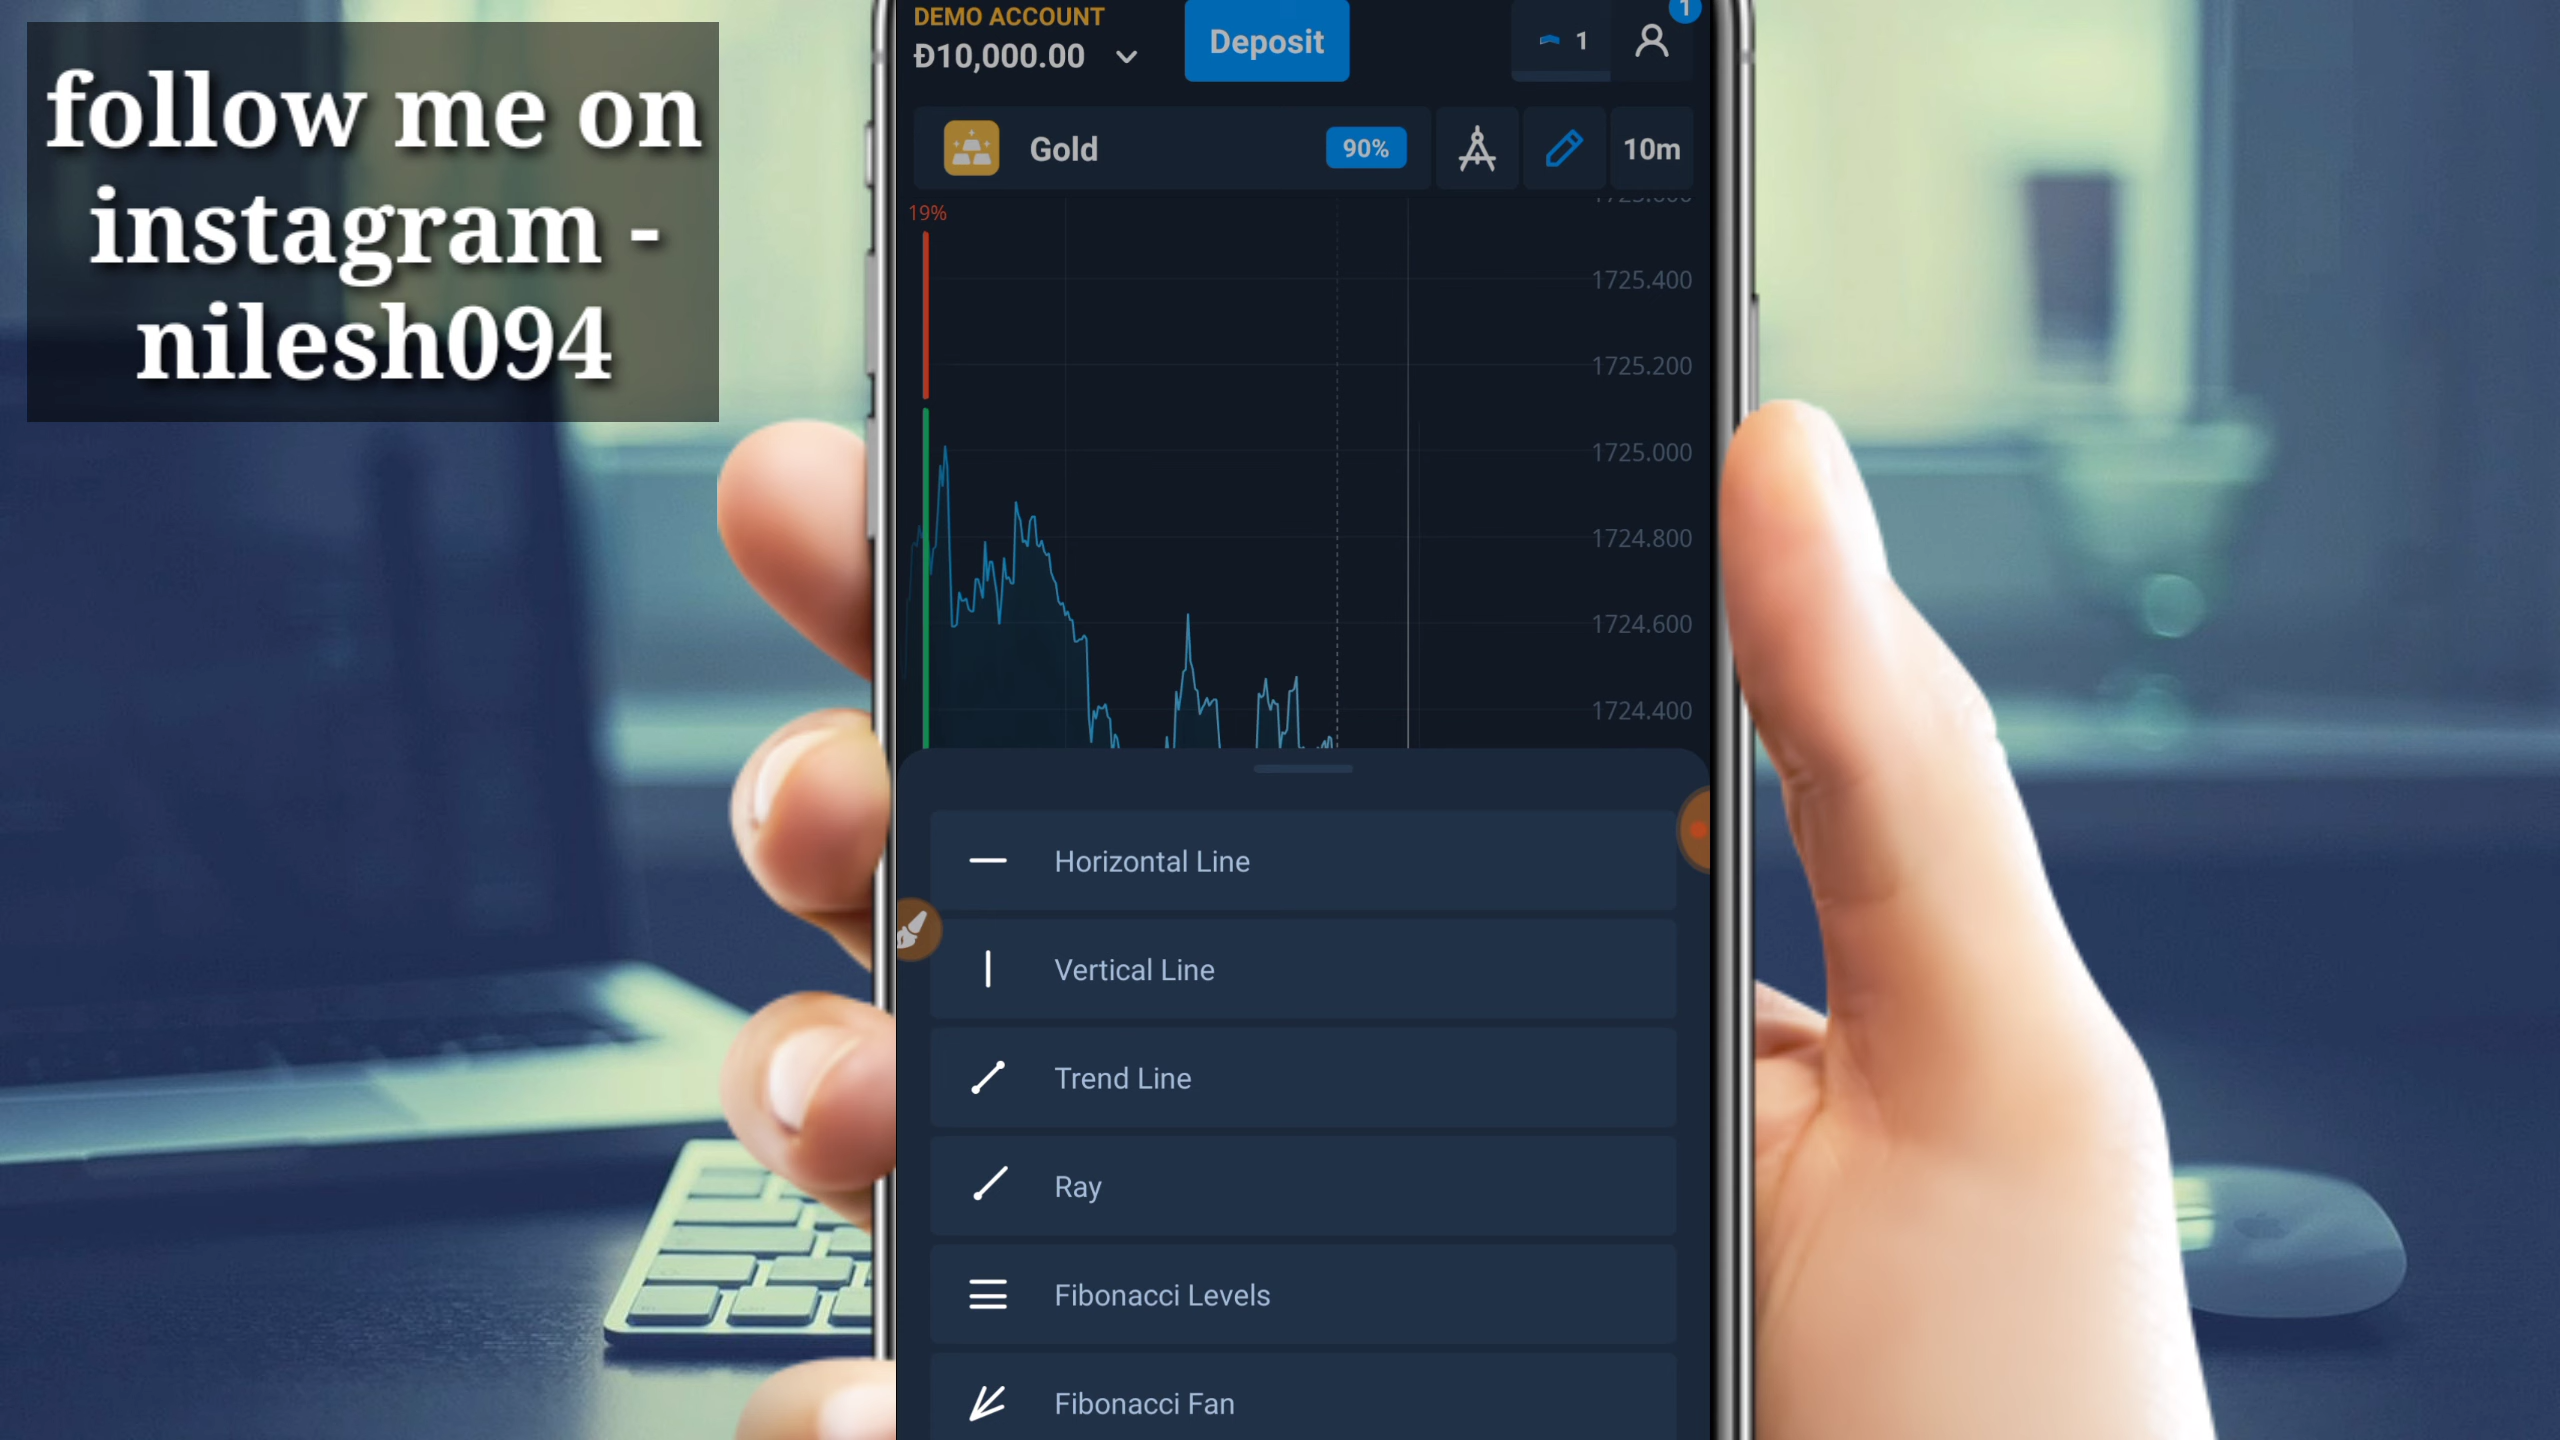 follow me on
instagram -
nilesh094
DEMO ACCOUNT
Đ10,000.00
Deposit
1
1
Gold
90%
10m
19%
1725.400
1725.200
1725.000
1724.800
1724.600
1724.400
Horizontal Line
Vertical Line
Trend Line
Ray
Fibonacci Levels
Fibonacci Fan